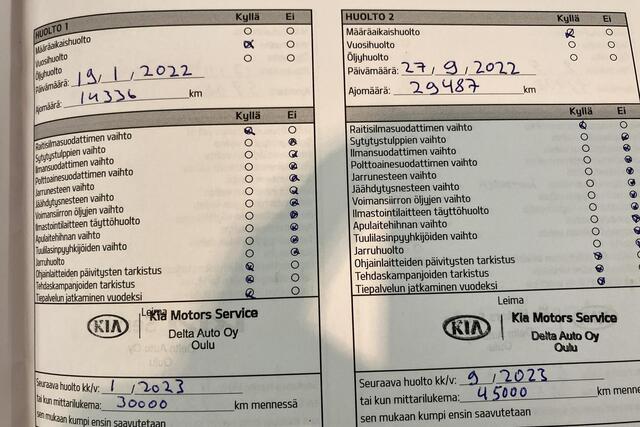 HUOLTO 1 Kyllä Ei
Määräaikaishuolto
Vuosihuolto
Öljyhuolto
Päivämäärä: 19, 1, 2022
Ajomäärä: 14336 km
Kyllä Ei
Raitisilmasuodattimen vaihto
Sytytystulppien vaihto
Ilmansuodattimen vaihto
Polttoainesuodattimen vaihto
Jarrunesteen vaihto
Jäähdytysnesteen vaihto
Voimansiirron öljyjen vaihto
Ilmastointilaitteen täyttöhuolto
Apulaitehihnan vaihto
Tuulilasinpyyhkijöiden vaihto
Jarruhuolto
Ohjainlaitteiden päivitysten tarkistus
Tehdaskampanjoiden tarkistus
Tiepalvelun jatkaminen vuodeksi
Leima
KIA Kia Motors Service
Delta Auto Oy
Oulu
Seuraava huolto kk/v: 1, 2023
tai kun mittarilukema: 30000 km mennessä
sen mukaan kumpi ensin saavutetaan
HUOLTO 2 Kyllä Ei
Määräaikaishuolto
Vuosihuolto
Öljyhuolto
Päivämäärä: 27, 9, 2022
Ajomäärä: 29487 km
Kyllä Ei
Raitisilmasuodattimen vaihto
Sytytystulppien vaihto
Ilmansuodattimen vaihto
Polttoainesuodattimen vaihto
Jarrunesteen vaihto
Jäähdytysnesteen vaihto
Voimansiirron öljyjen vaihto
Ilmastointilaitteen täyttöhuolto
Apulaitehihnan vaihto
Tuulilasinpyyhkijöiden vaihto
Jarruhuolto
Ohjainlaitteiden päivitysten tarkistus
Tehdaskampanjoiden tarkistus
Tiepalvelun jatkaminen vuodeksi
Leima
KIA Kia Motors Service
Delta Auto Oy
Oulu
Seuraava huolto kk/v: 9, 2023
tai kun mittarilukema: 45000 km menness
sen mukaan kumpi ensin saavutetaan